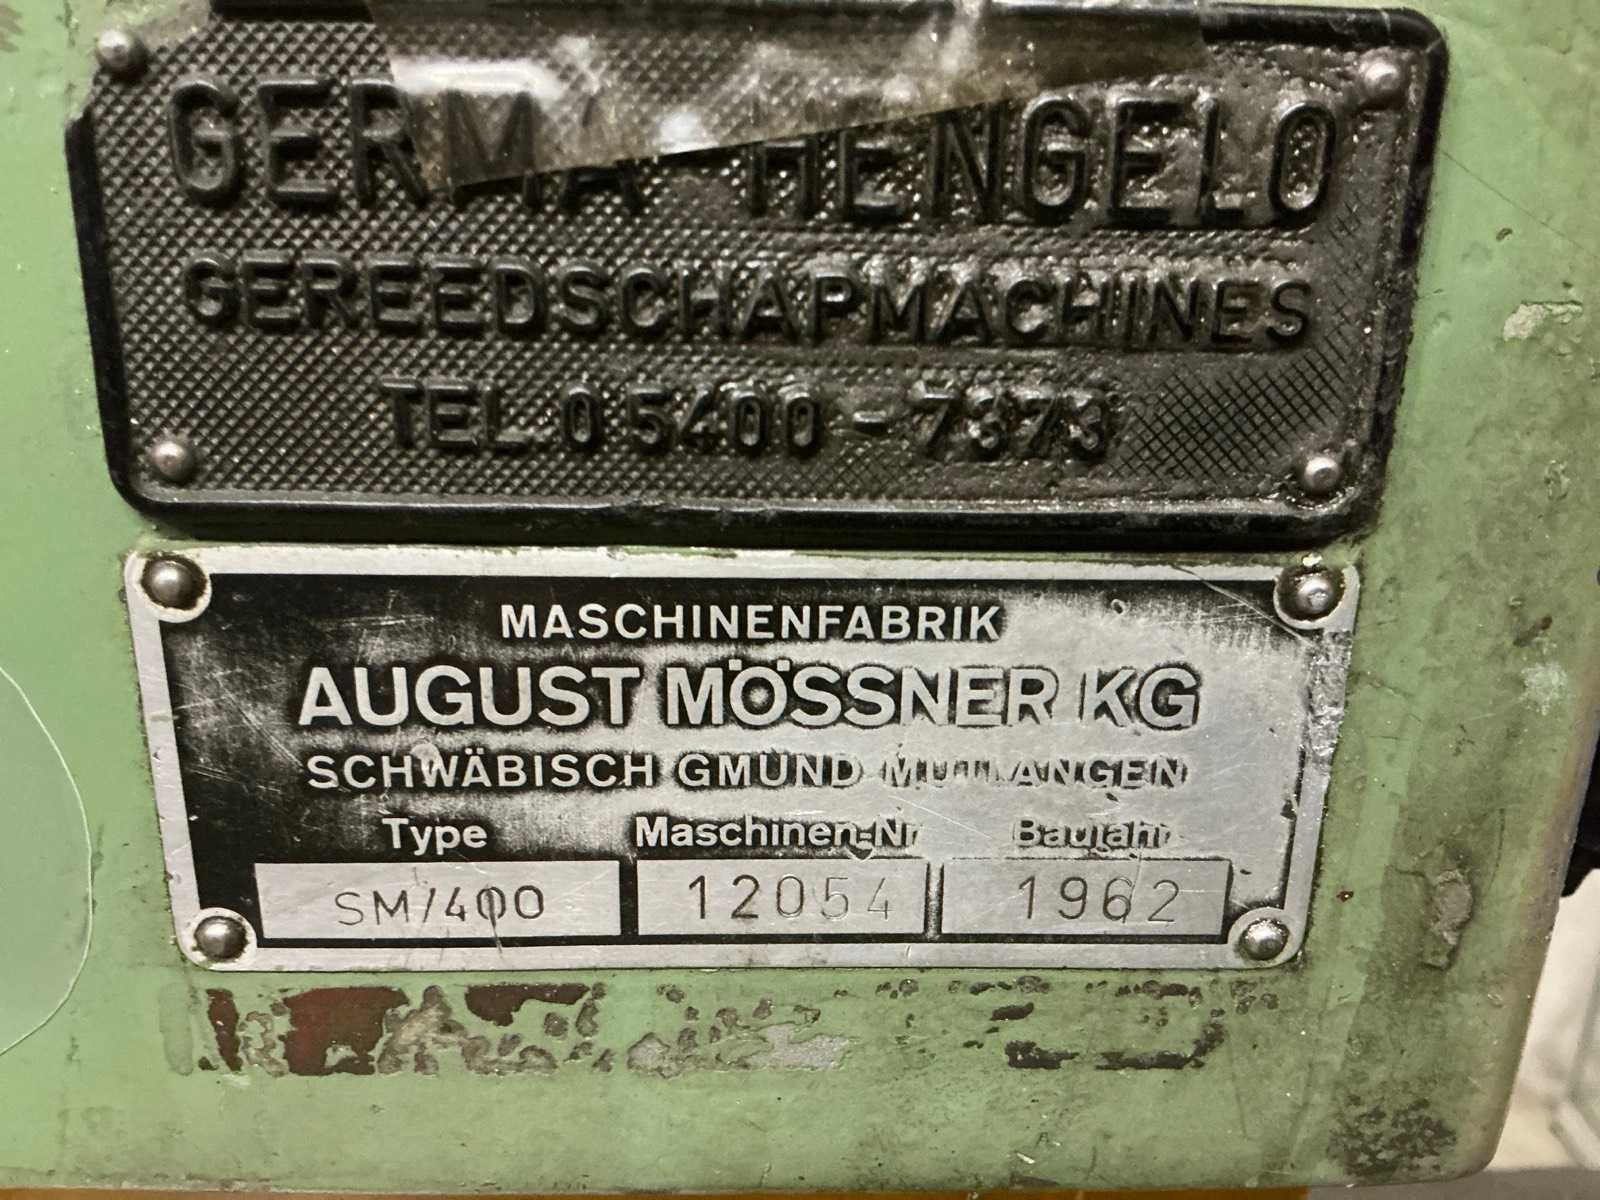 GERMA HENGELO
GEREEDSCHAPMACHINES
TEL. 05400-7373
MASCHINENFABRIK
AUGUST MÖSSNER KG
SCHWÄBISCH GMÜND MUTLANGEN
Type Maschinen-Nr Baujahr
SM/400 12054 1962